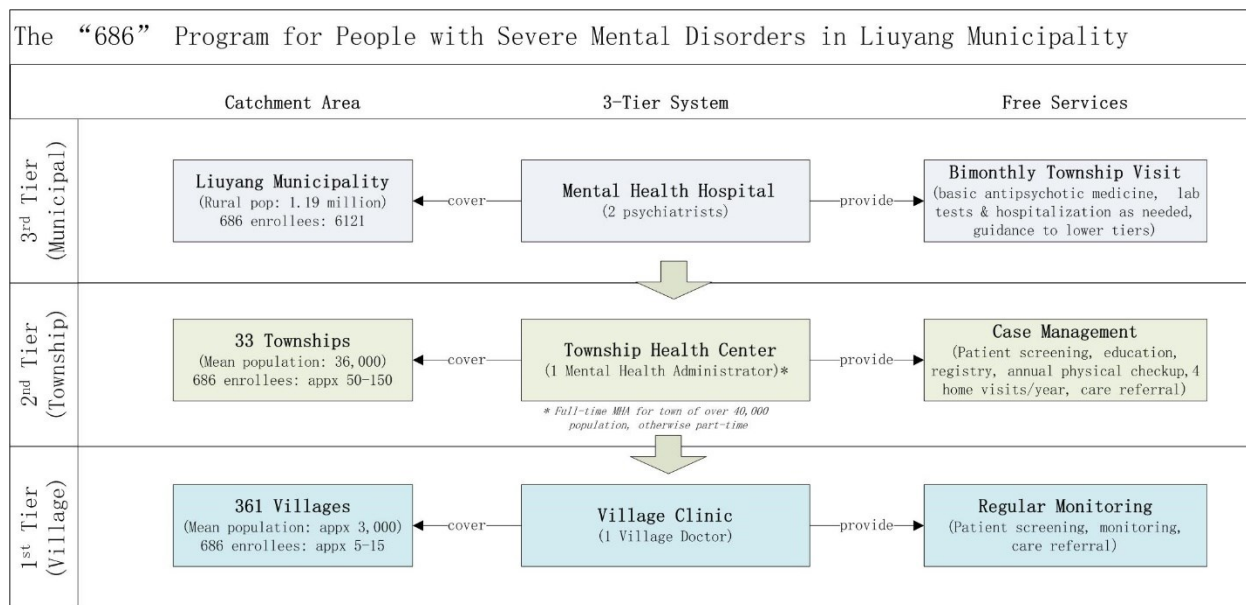 The “686” Program for People with Severe Mental Disorders in Liuyang Municipality
Catchment Area
3-Tier System
Free Services
3rd Tier
(Municipal)
Liuyang Municipality
(Rural pop: 1.19 million)
686 enrollees: 6121
cover
Mental Health Hospital
(2 psychiatrists)
provide
Bimonthly Township Visit
(basic antipsychotic medicine, lab
tests & hospitalization as needed,
guidance to lower tiers)
2nd Tier
(Township)
33 Townships
(Mean population: 36,000)
686 enrollees: appx 50-150
cover
Township Health Center
(1 Mental Health Administrator)*
* Full-time MHA for town of over 40,000
population, otherwise part-time
provide
Case Management
(Patient screening, education,
registry, annual physical checkup, 4
home visits/year, care referral)
1st Tier
(Village)
361 Villages
(Mean population: appx 3,000)
686 enrollees: appx 5-15
cover
Village Clinic
(1 Village Doctor)
provide
Regular Monitoring
(Patient screening, monitoring,
care referral)